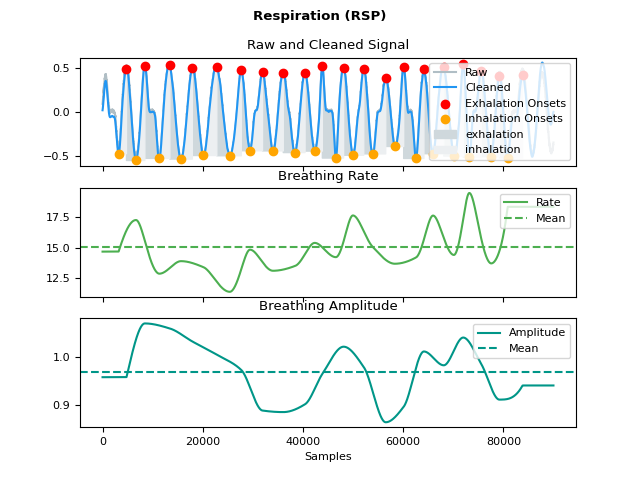 Respiration (RSP)
Raw and Cleaned Signal
0.5
0.0
−0.5
Raw
Cleaned
Exhalation Onsets
Inhalation Onsets
exhalation
inhalation
Breathing Rate
17.5
15.0
12.5
Rate
Mean
Breathing Amplitude
1.0
0.9
Amplitude
Mean
0
20000
40000
60000
80000
Samples